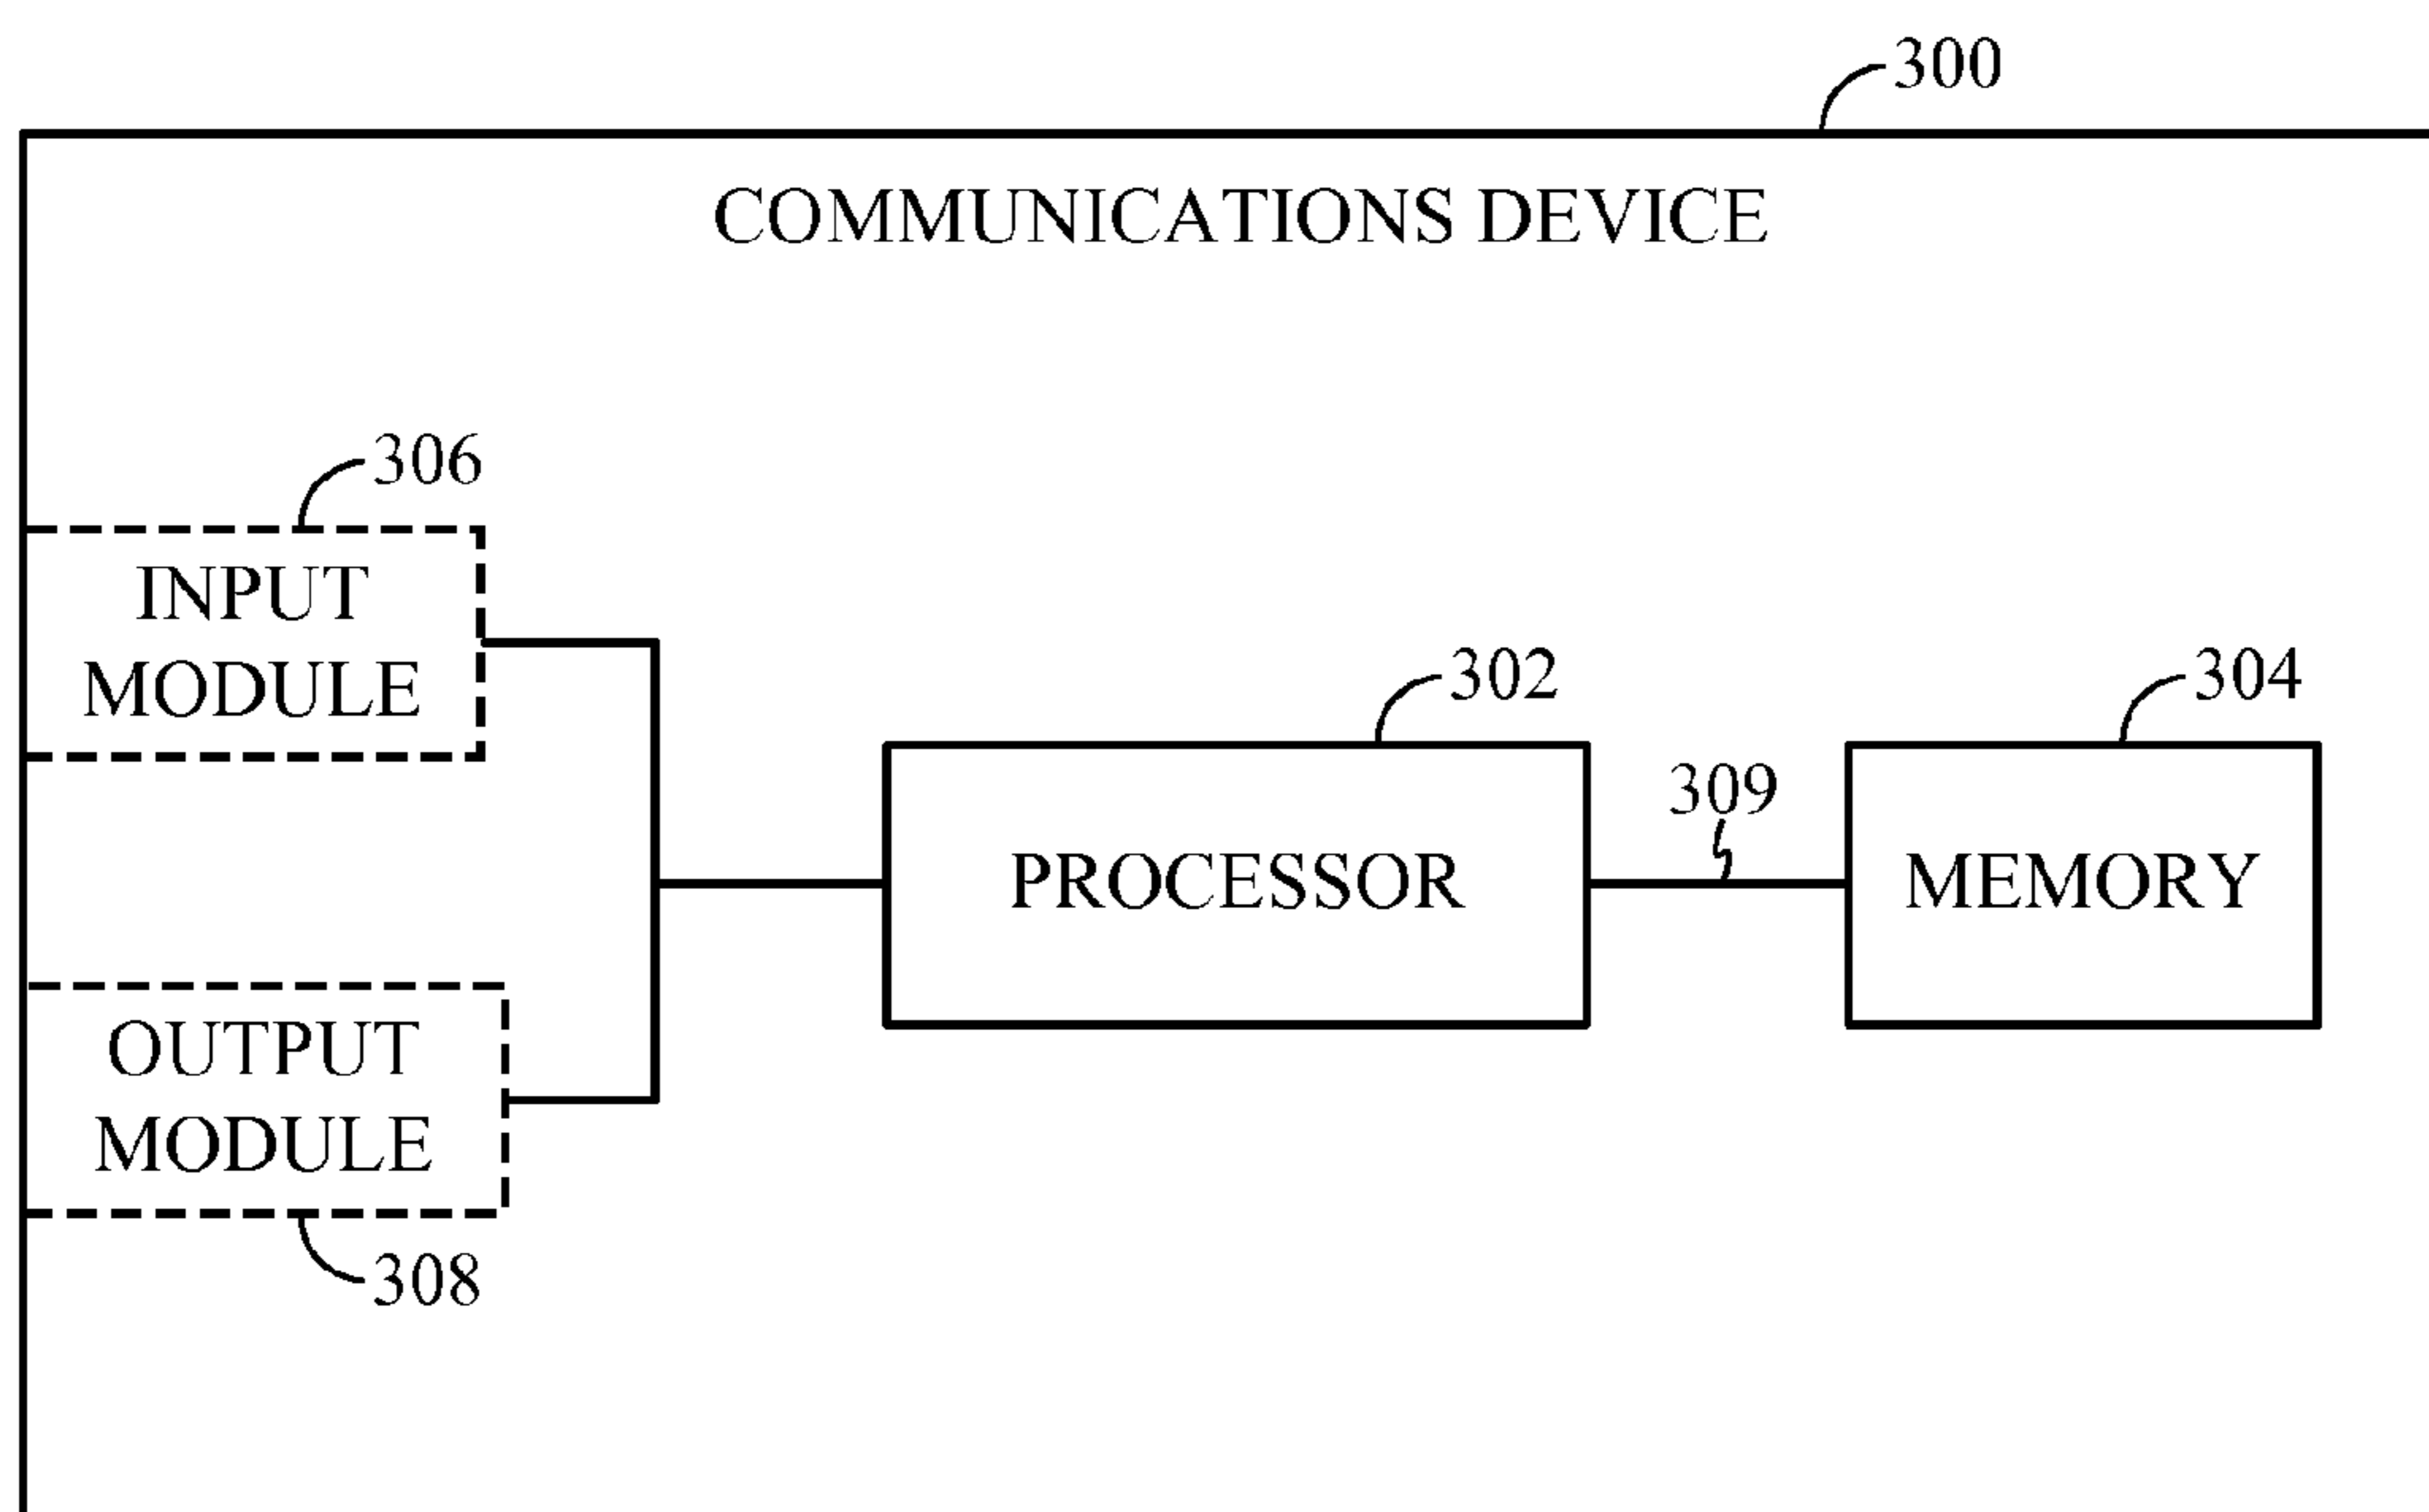 300
COMMUNICATIONS DEVICE
306
INPUT
MODULE
302
304
309
PROCESSOR
MEMORY
OUTPUT
MODULE
308